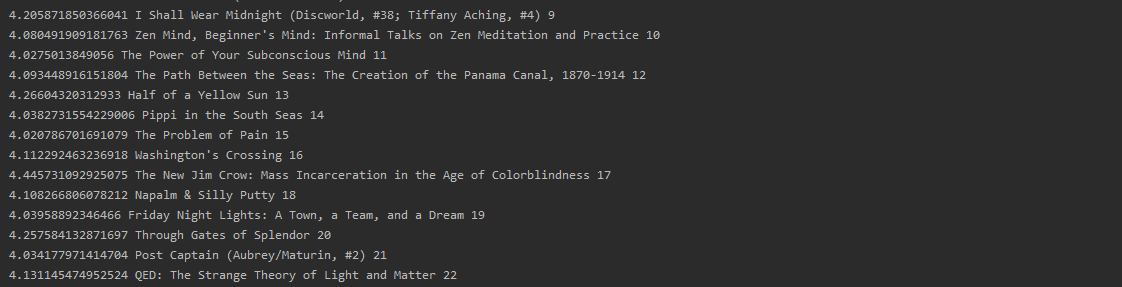 4.205871850366041 I Shall Wear Midnight (Discworld, #38; Tiffany Aching, #4) 9
4.080491909181763 Zen Mind, Beginner's Mind: Informal Talks on Zen Meditation and Practice 10
4.0275013849056 The Power of Your Subconscious Mind 11
4.093448916151804 The Path Between the Seas: The Creation of the Panama Canal, 1870-1914 12
4.26604320312933 Half of a Yellow Sun 13
4.0382731554229006 Pippi in the South Seas 14
4.020786701691079 The Problem of Pain 15
4.112292463236918 Washington's Crossing 16
4.445731092925075 The New Jim Crow: Mass Incarceration in the Age of Colorblindness 17
4.108266806078212 Napalm & Silly Putty 18
4.03958892346466 Friday Night Lights: A Town, a Team, and a Dream 19
4.257584132871697 Through Gates of Splendor 20
4.034177971414704 Post Captain (Aubrey/Maturin, #2) 21
4.131145474952524 QED: The Strange Theory of Light and Matter 22